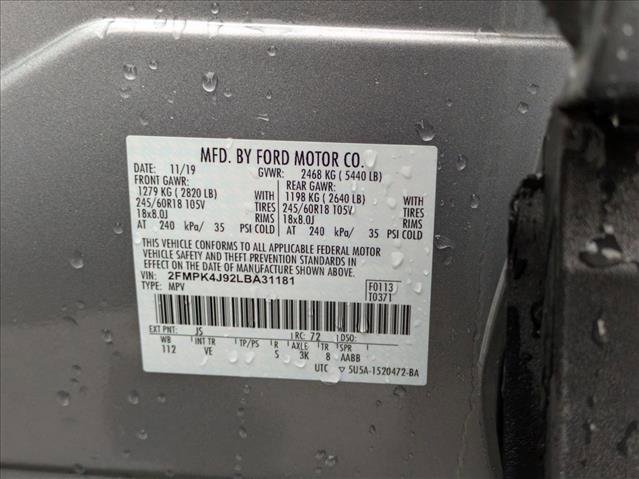 MFD. BY FORD MOTOR CO.
DATE: 11/19 GVWR: 2468 KG ( 5440 LB)
FRONT GAWR: REAR GAWR:
1279 KG ( 2820 LB) WITH 1198 KG ( 2640 LB) WITH
245/60R18 105V TIRES 245/60R18 105V TIRES
18x8.0J RIMS 18x8.0J RIMS
AT 240 kPa/ 35 PSI COLD AT 240 kPa/ 35 PSI COLD
THIS VEHICLE CONFORMS TO ALL APPLICABLE FEDERAL MOTOR
VEHICLE SAFETY AND THEFT PREVENTION STANDARDS IN EFFECT
ON THE DATE OF MANUFACTURE SHOWN ABOVE.
VIN: 2FMPK4J92LBA31181 F0113
TYPE: MPV T0371
EXT PNT: JS RC: 72 DSO:
WB INT TR TP/PS R AXLE TR SPR
112 VE S 3K 8 AABB
UTC ▽ 5U5A-1520472-BA